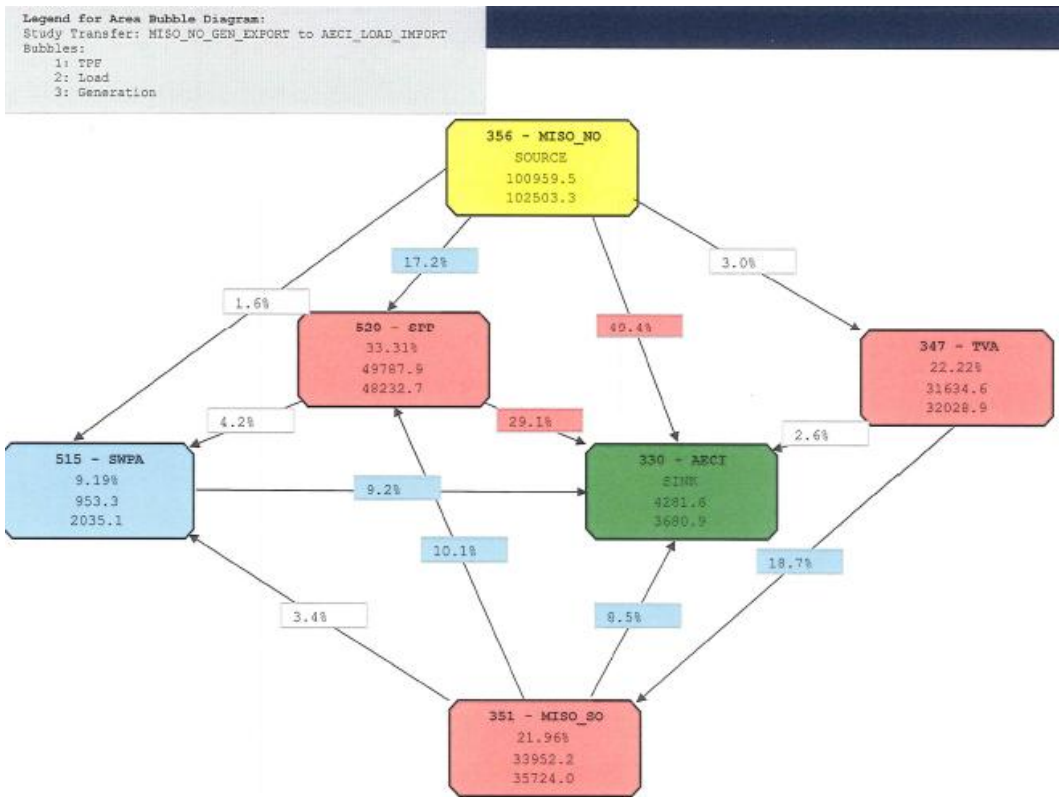 Legend for Area Bubble Diagram:
Study Transfer: MISO_NO_GEN_EXPORT to AECI_LOAD_IMPORT
Bubbles:
1: TPF
2: Load
3: Generation
356 - MISO_NO
SOURCE
100959.5
102503.3
17.2%
3.0%
1.6%
520 - SPP
33.31%
49787.9
48232.7
49.4%
347 - TVA
22.22%
31634.6
32028.9
4.2%
29.1%
2.6%
515 - SWPA
9.19%
953.3
2035.1
9.2%
330 - AECI
SINK
4281.6
3680.9
10.1%
18.7%
3.4%
8.5%
351 - MISO_SO
21.96%
33952.2
35724.0